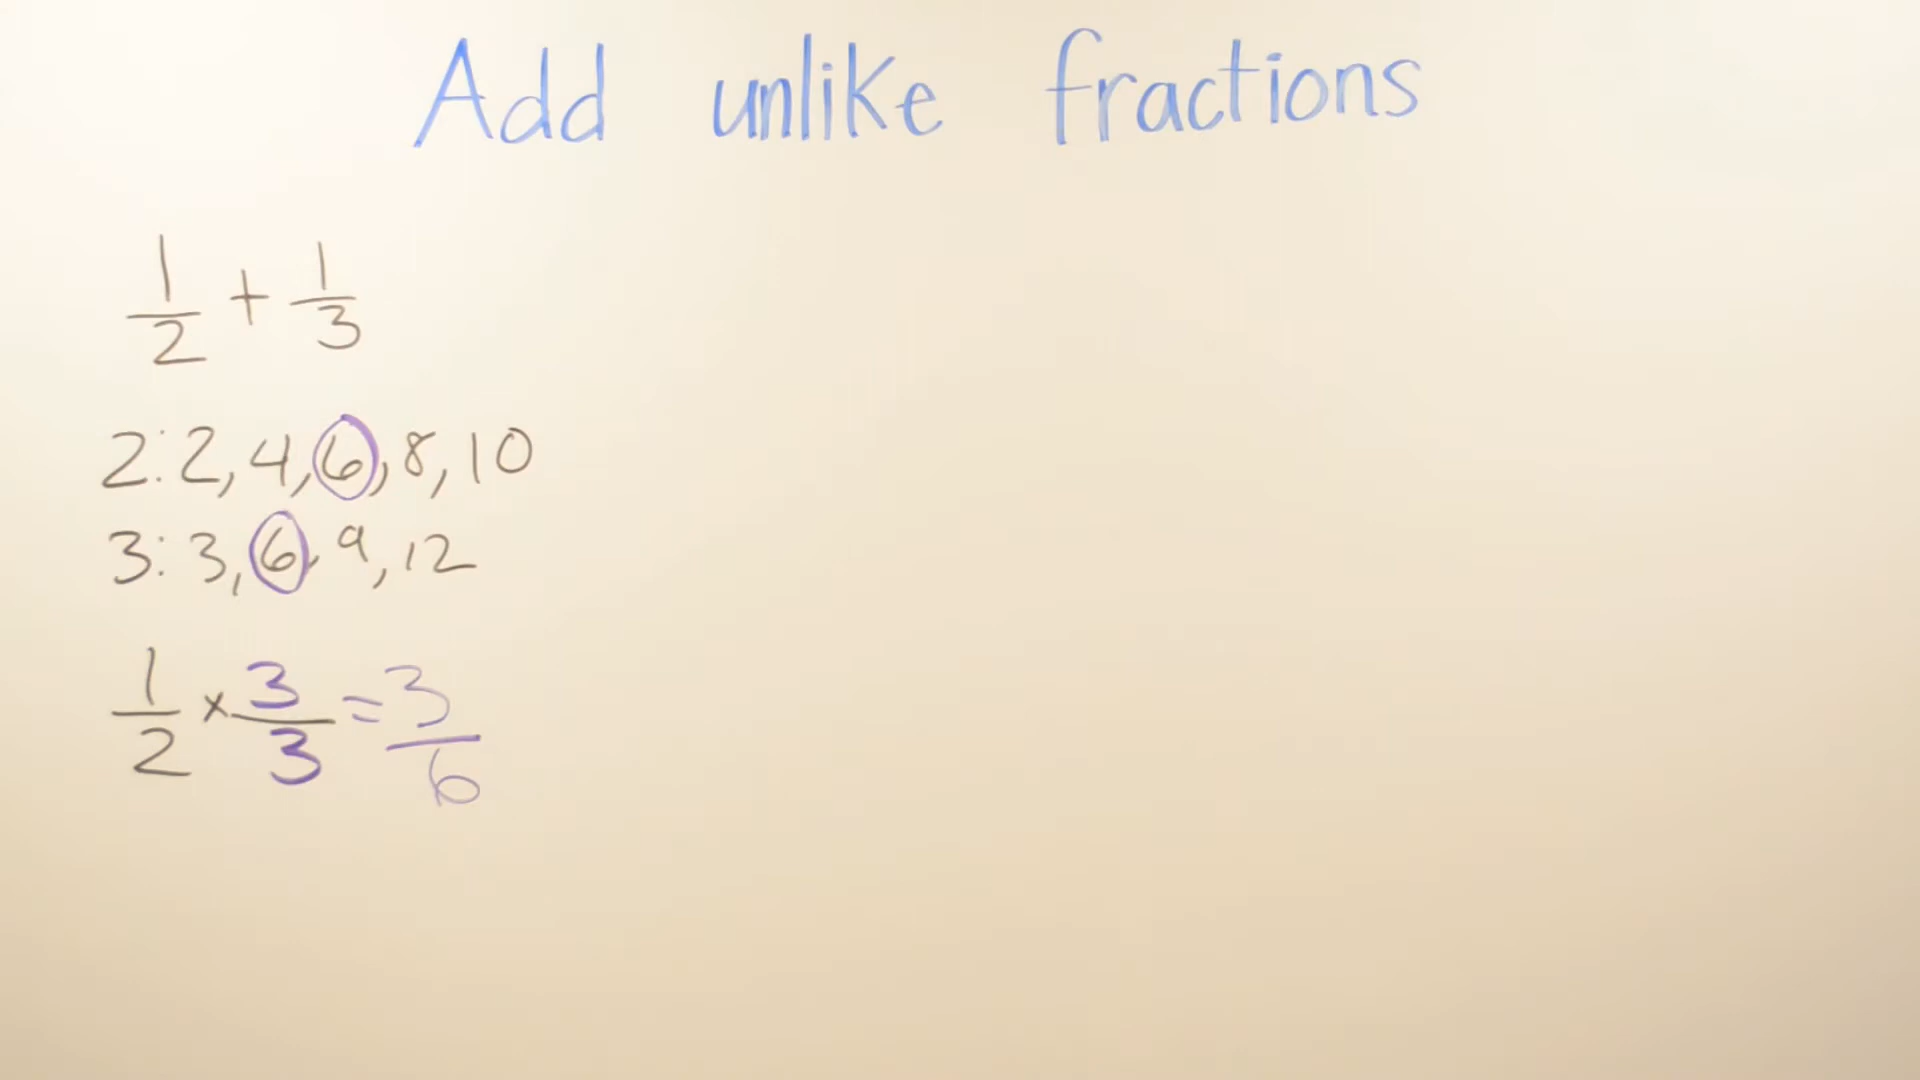 Add unlike fractions
1/2 + 1/3
2: 2, 4, 6, 8, 10
3: 3, 6, 9, 12
1/2 × 3/3 = 3/6